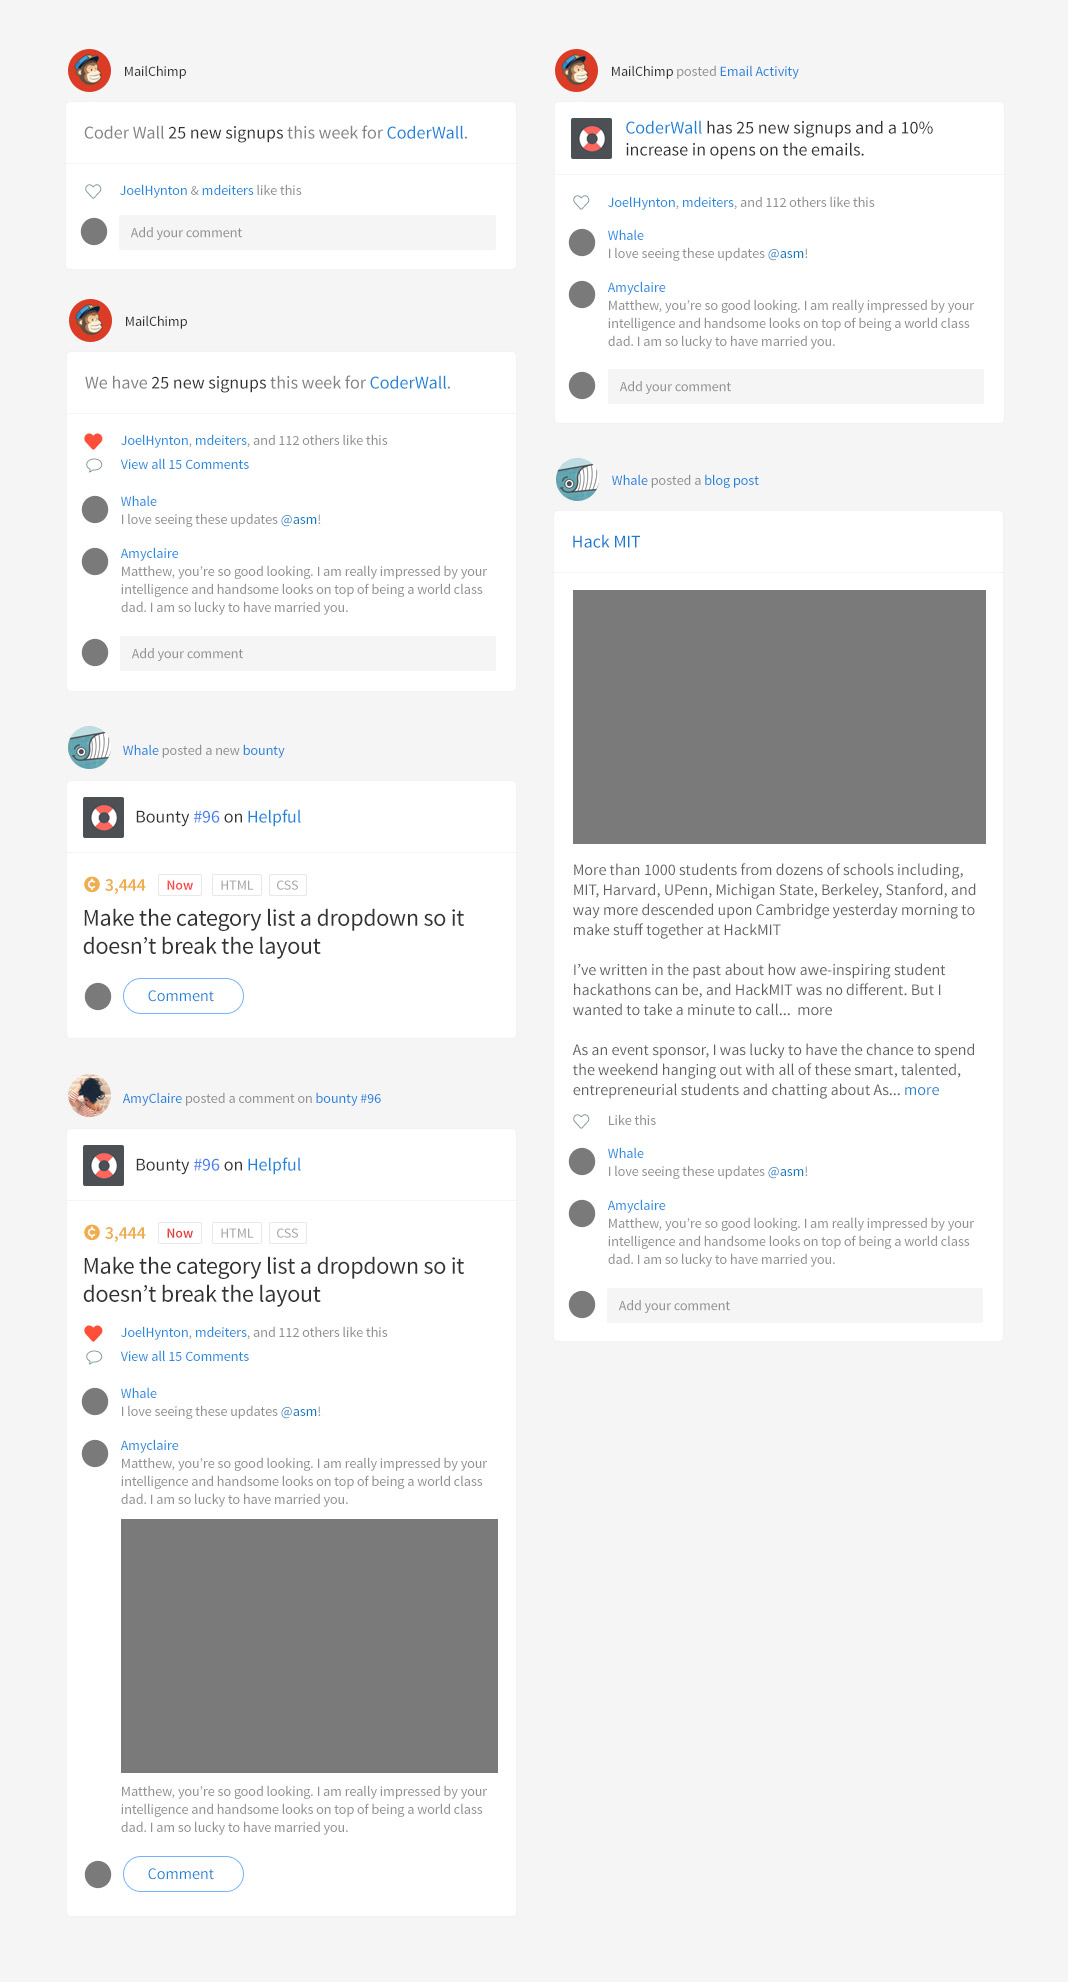 MailChimp
Coder Wall 25 new signups this week for CoderWall.
JoelHynton & mdeiters like this
Add your comment
MailChimp
We have 25 new signups this week for CoderWall.
JoelHynton, mdeiters, and 112 others like this
View all 15 Comments
Whale
I love seeing these updates @asm!
Amyclaire
Matthew, you’re so good looking. I am really impressed by your
intelligence and handsome looks on top of being a world class
dad. I am so lucky to have married you.
Add your comment
Whale posted a new bounty
Bounty #96 on Helpful
3,444 Now HTML CSS
Make the category list a dropdown so it
doesn’t break the layout
Comment
AmyClaire posted a comment on bounty #96
Bounty #96 on Helpful
3,444 Now HTML CSS
Make the category list a dropdown so it
doesn’t break the layout
JoelHynton, mdeiters, and 112 others like this
View all 15 Comments
Whale
I love seeing these updates @asm!
Amyclaire
Matthew, you’re so good looking. I am really impressed by your
intelligence and handsome looks on top of being a world class
dad. I am so lucky to have married you.
Matthew, you’re so good looking. I am really impressed by your
intelligence and handsome looks on top of being a world class
dad. I am so lucky to have married you.
Comment
MailChimp posted Email Activity
CoderWall has 25 new signups and a 10%
increase in opens on the emails.
JoelHynton, mdeiters, and 112 others like this
Whale
I love seeing these updates @asm!
Amyclaire
Matthew, you’re so good looking. I am really impressed by your
intelligence and handsome looks on top of being a world class
dad. I am so lucky to have married you.
Add your comment
Whale posted a blog post
Hack MIT
More than 1000 students from dozens of schools including,
MIT, Harvard, UPenn, Michigan State, Berkeley, Stanford, and
way more descended upon Cambridge yesterday morning to
make stuff together at HackMIT
I’ve written in the past about how awe-inspiring student
hackathons can be, and HackMIT was no different. But I
wanted to take a minute to call... more
As an event sponsor, I was lucky to have the chance to spend
the weekend hanging out with all of these smart, talented,
entrepreneurial students and chatting about As... more
Like this
Whale
I love seeing these updates @asm!
Amyclaire
Matthew, you’re so good looking. I am really impressed by your
intelligence and handsome looks on top of being a world class
dad. I am so lucky to have married you.
Add your comment